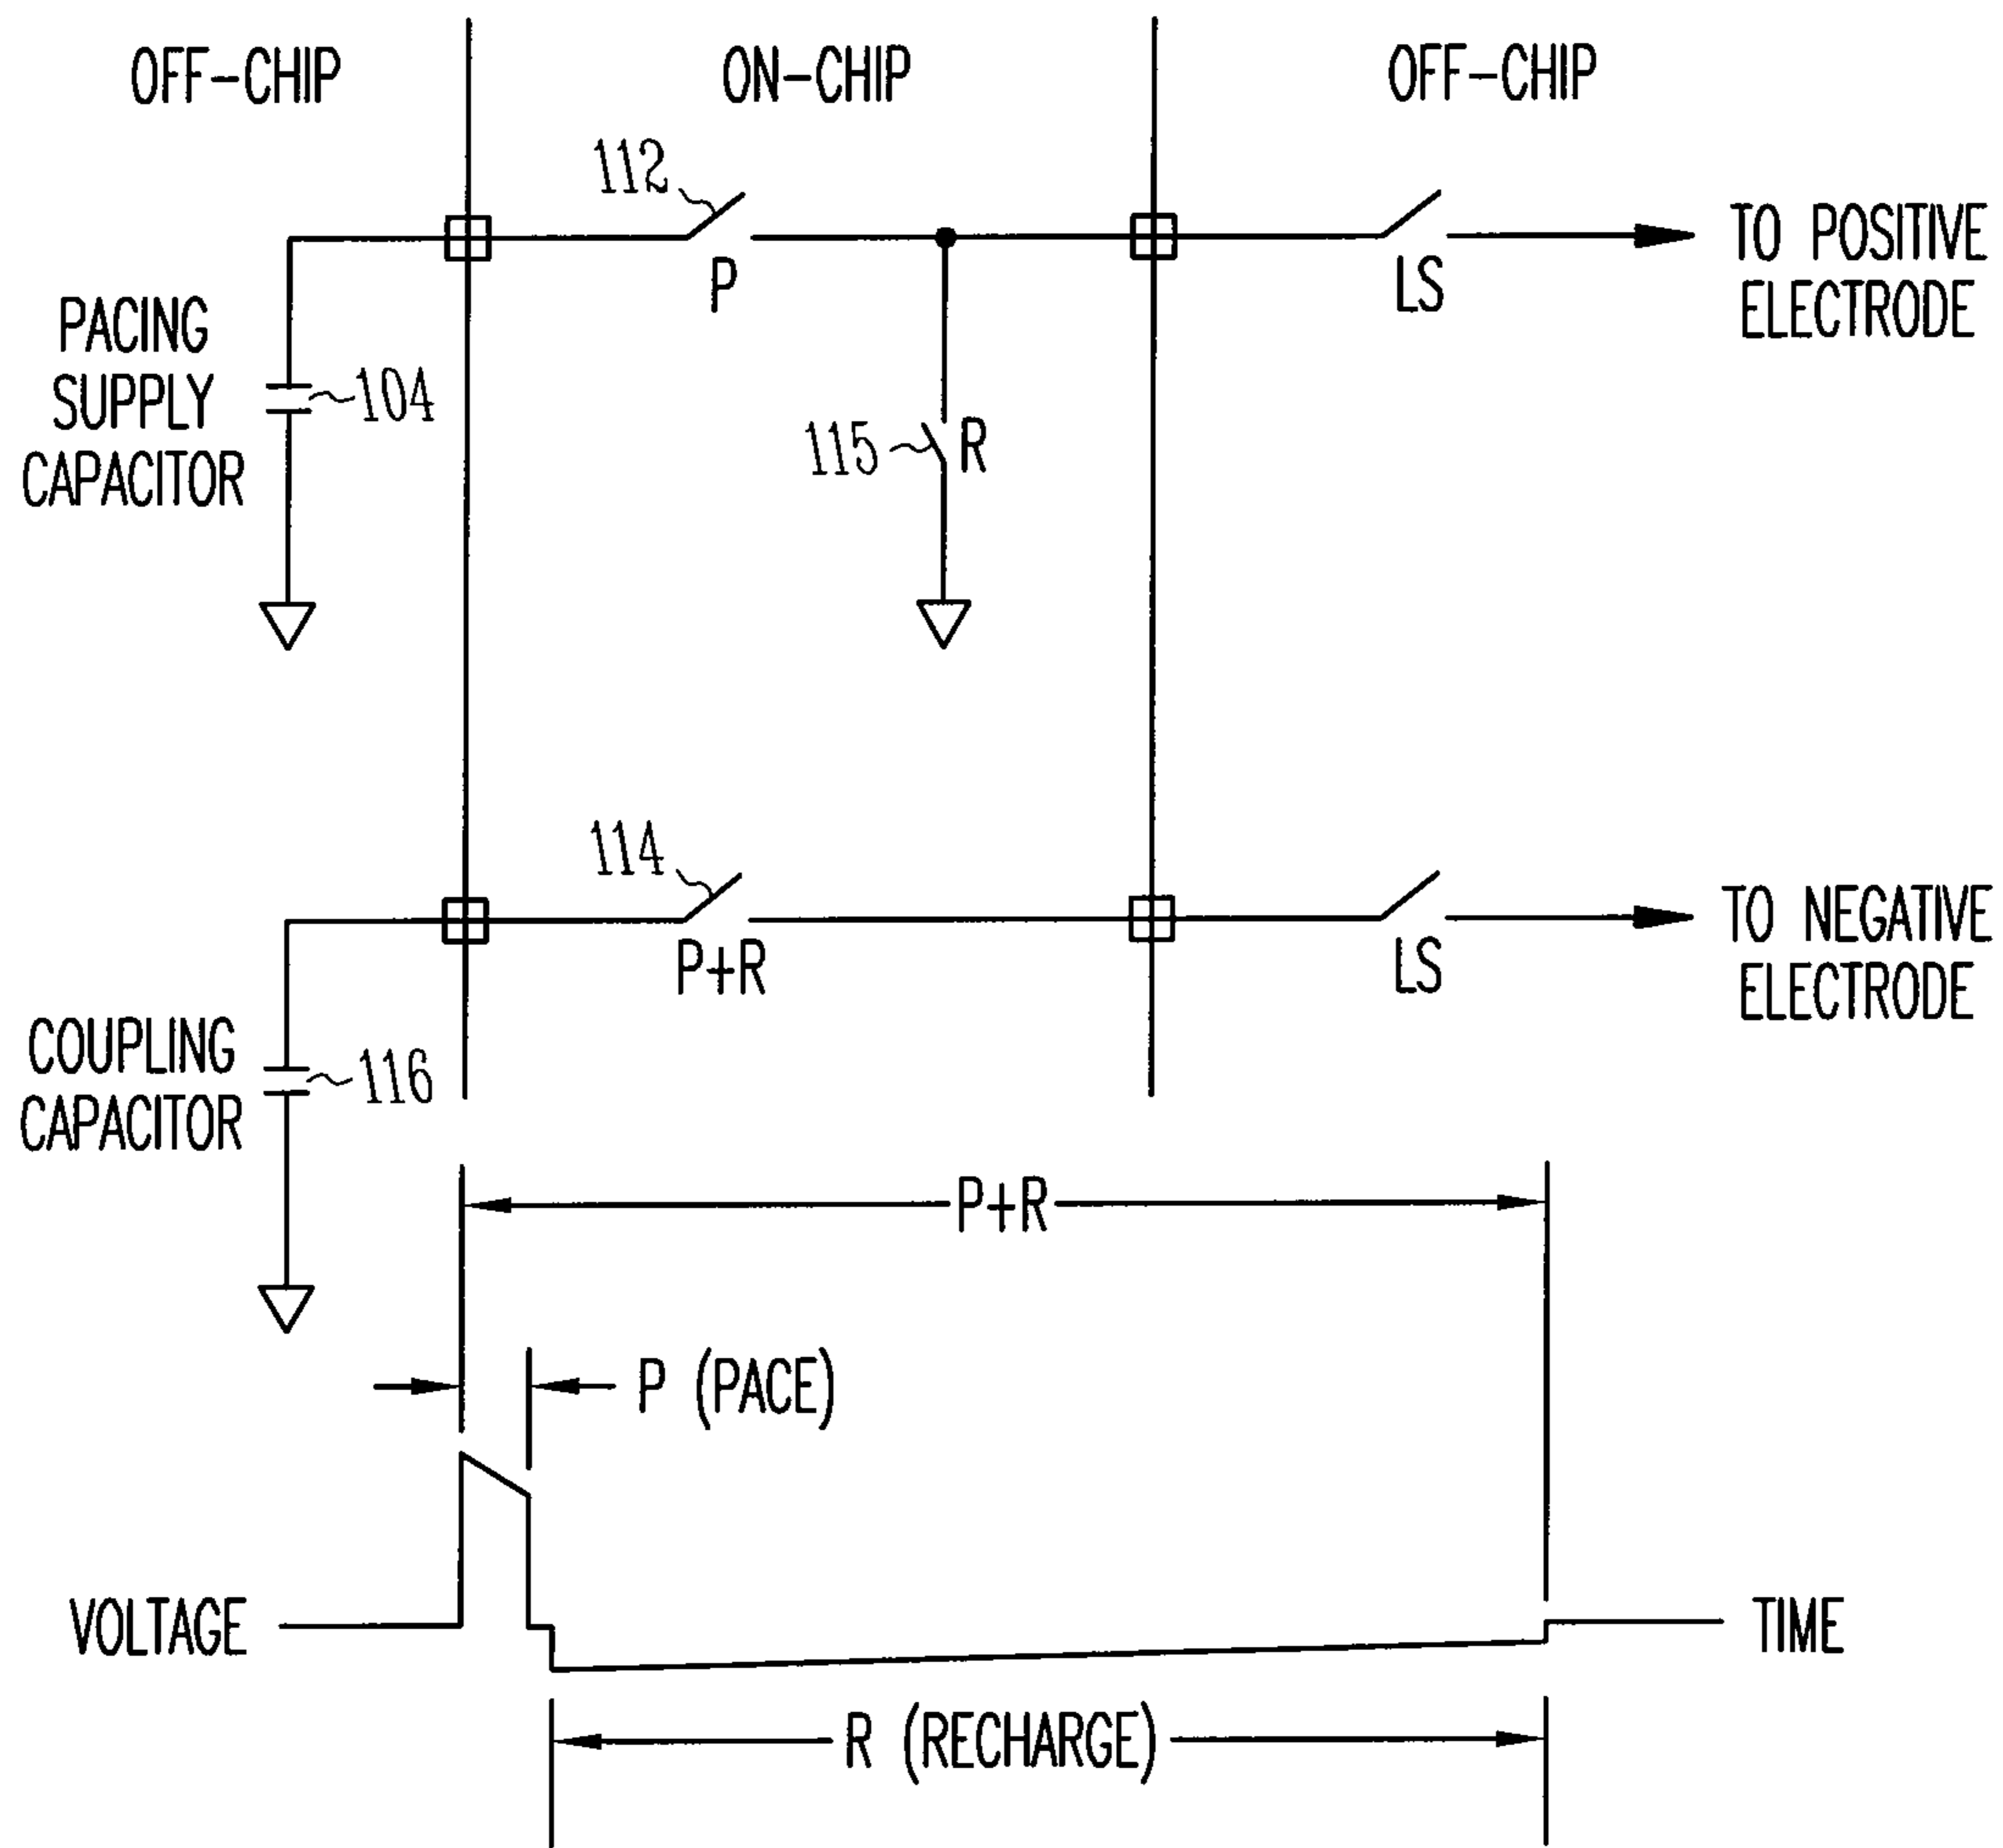 OFF-CHIP
ON-CHIP
OFF-CHIP
112
P
LS
TO POSITIVE
ELECTRODE
PACING
SUPPLY
CAPACITOR
104
115
R
114
P+R
LS
TO NEGATIVE
ELECTRODE
COUPLING
CAPACITOR
116
P+R
P (PACE)
VOLTAGE
TIME
R (RECHARGE)